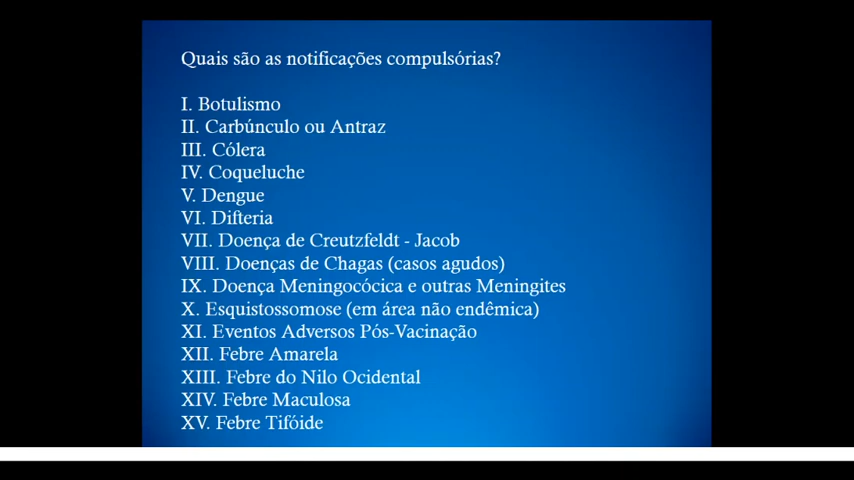 Quais são as notificações compulsórias?
I. Botulismo
II. Carbúnculo ou Antraz
III. Cólera
IV. Coqueluche
V. Dengue
VI. Difteria
VII. Doença de Creutzfeldt - Jacob
VIII. Doenças de Chagas (casos agudos)
IX. Doença Meningocócica e outras Meningites
X. Esquistossomose (em área não endêmica)
XI. Eventos Adversos Pós-Vacinação
XII. Febre Amarela
XIII. Febre do Nilo Ocidental
XIV. Febre Maculosa
XV. Febre Tifóide